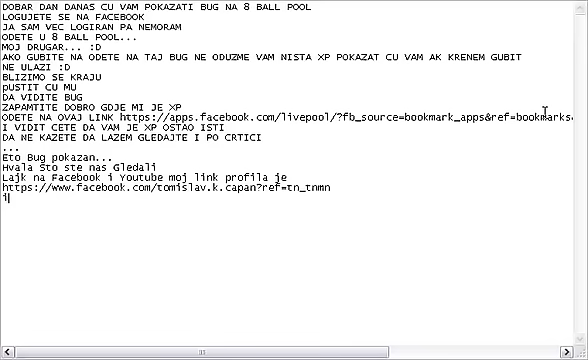 DOBAR DAN DANAS CU VAM POKAZATI BUG NA 8 BALL POOL
LOGUJETE SE NA FACEBOOK
JA SAM VEC LOGIRAN PA NEMORAM
ODETE U 8 BALL POOL...
MOJ DRUGAR... :D
AKO GUBITE NA ODETE NA TAJ BUG NE ODUZME VAM NISTA XP POKAZAT CU VAM AK KRENEM GUBIT
NE ULAZI :D
BLIZIMO SE KRAJU
pUSTIT CU MU
DA VIDITE BUG
ZAPAMTITE DOBRO GDJE MI JE XP
ODETE NA OVAJ LINK https://apps.facebook.com/livepool/?fb_source=bookmark_apps&ref=bookmarks&
I VIDIT CETE DA VAM JE XP OSTAO ISTI
DA NE KAZETE DA LAZEM GLEDAJTE I PO CRTICI
...
Eto Bug pokazan...
Hvala Sto ste nas Gledali
Lajk na Facebook i Youtube moj link profila je
https://www.facebook.com/tomislav.k.capan?ref=tn_tnmn
i